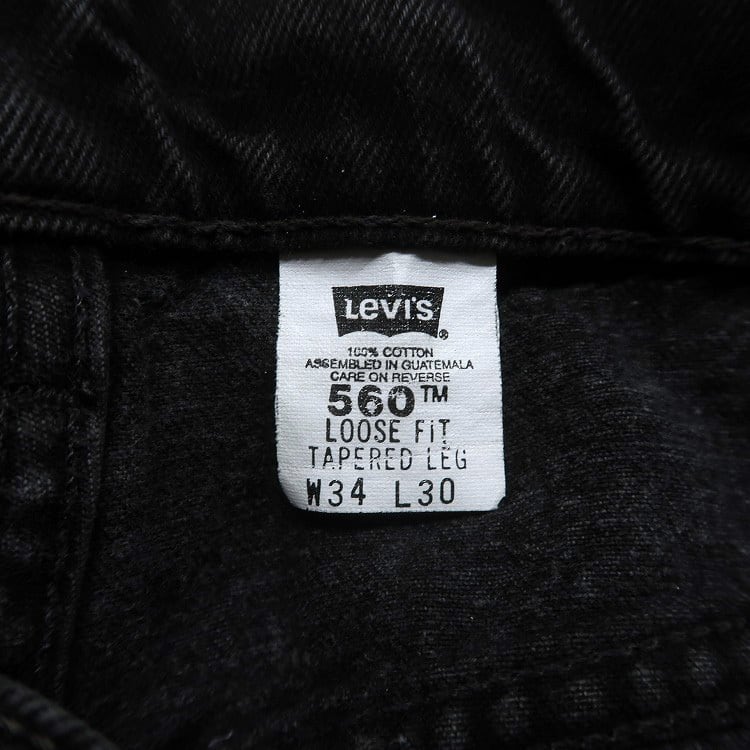 Levi's®
100% COTTON
ASSEMBLED IN GUATEMALA
CARE ON REVERSE
560™
LOOSE FIT
TAPERED LEG
W34 L30